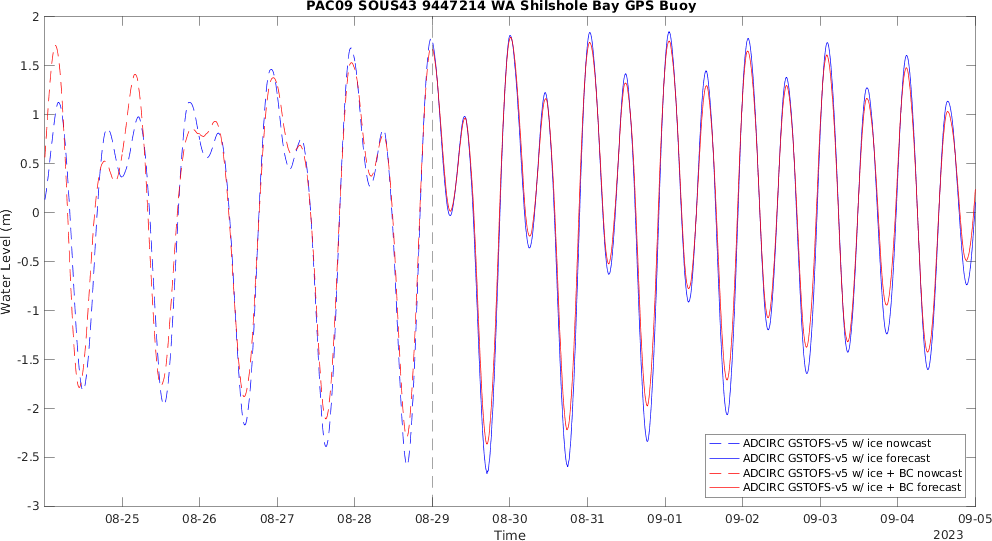 PAC09 SOUS43 9447214 WA Shilshole Bay GPS Buoy
Water Level (m)
2
1.5
1
0.5
0
-0.5
-1
-1.5
-2
-2.5
-3
ADCIRC GSTOFS-v5 w/ ice nowcast
ADCIRC GSTOFS-v5 w/ ice forecast
ADCIRC GSTOFS-v5 w/ ice + BC nowcast
ADCIRC GSTOFS-v5 w/ ice + BC forecast
08-25 08-26 08-27 08-28 08-29 08-30 08-31 09-01 09-02 09-03 09-04 09-05
Time
2023